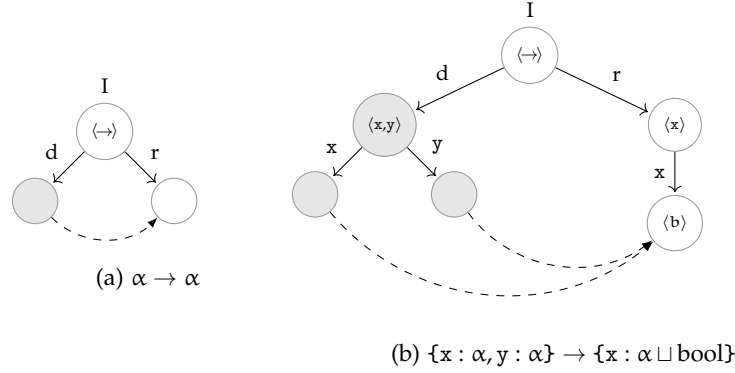 I
⟨→⟩
d
r
(a) α → α
I
⟨→⟩
d
r
⟨x,y⟩
⟨x⟩
x
y
x
⟨b⟩
(b) {x : α, y : α} → {x : α ⊔ bool}